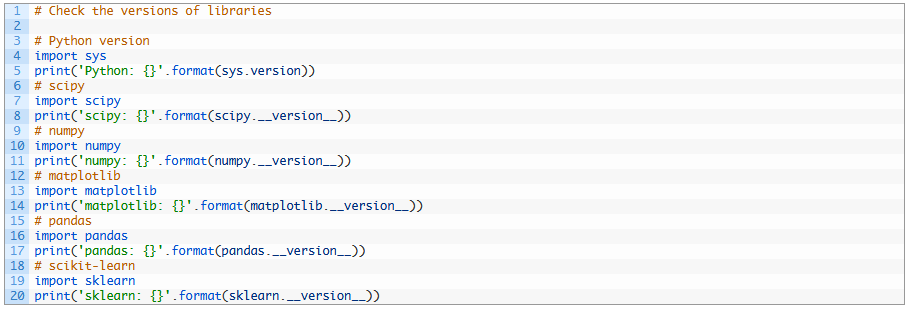 1 # Check the versions of libraries
2
3 # Python version
4 import sys
5 print('Python: {}'.format(sys.version))
6 # scipy
7 import scipy
8 print('scipy: {}'.format(scipy.__version__))
9 # numpy
10 import numpy
11 print('numpy: {}'.format(numpy.__version__))
12 # matplotlib
13 import matplotlib
14 print('matplotlib: {}'.format(matplotlib.__version__))
15 # pandas
16 import pandas
17 print('pandas: {}'.format(pandas.__version__))
18 # scikit-learn
19 import sklearn
20 print('sklearn: {}'.format(sklearn.__version__))